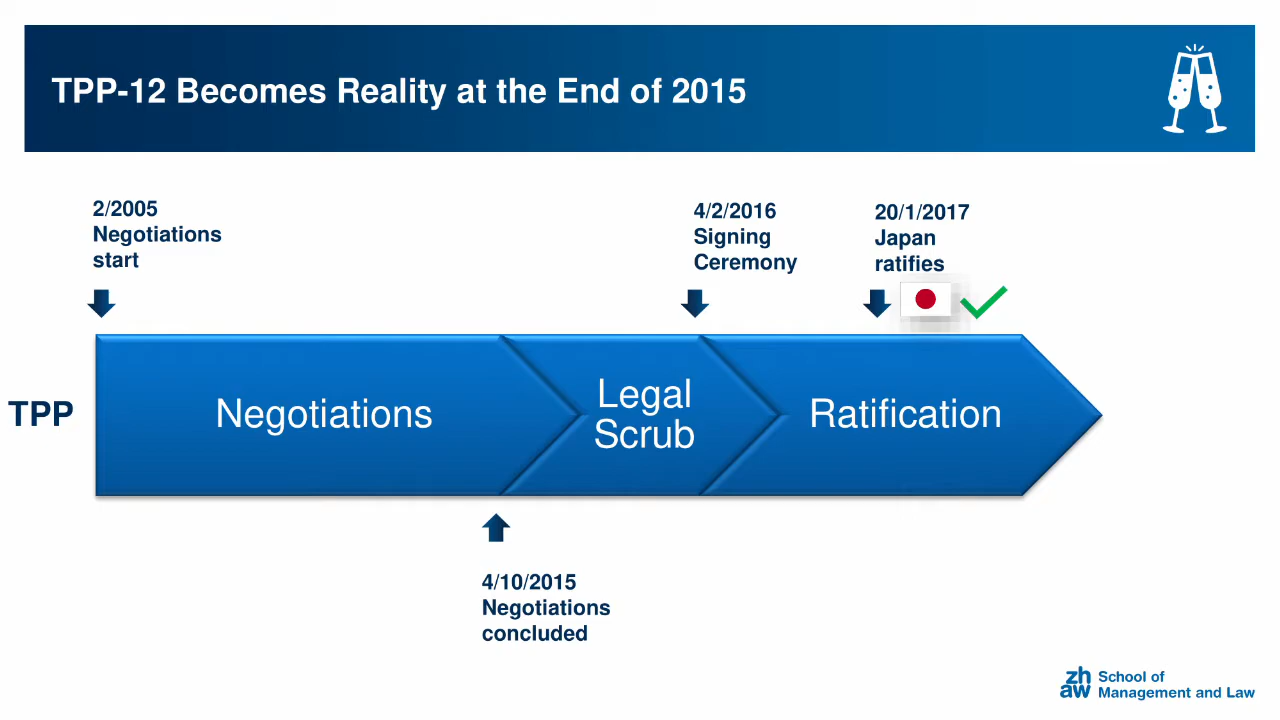 TPP-12 Becomes Reality at the End of 2015
2/2005
Negotiations
start
4/2/2016
Signing
Ceremony
20/1/2017
Japan
ratifies
TPP
Negotiations
Legal
Scrub
Ratification
4/10/2015
Negotiations
concluded
zh
aw
School of
Management and Law